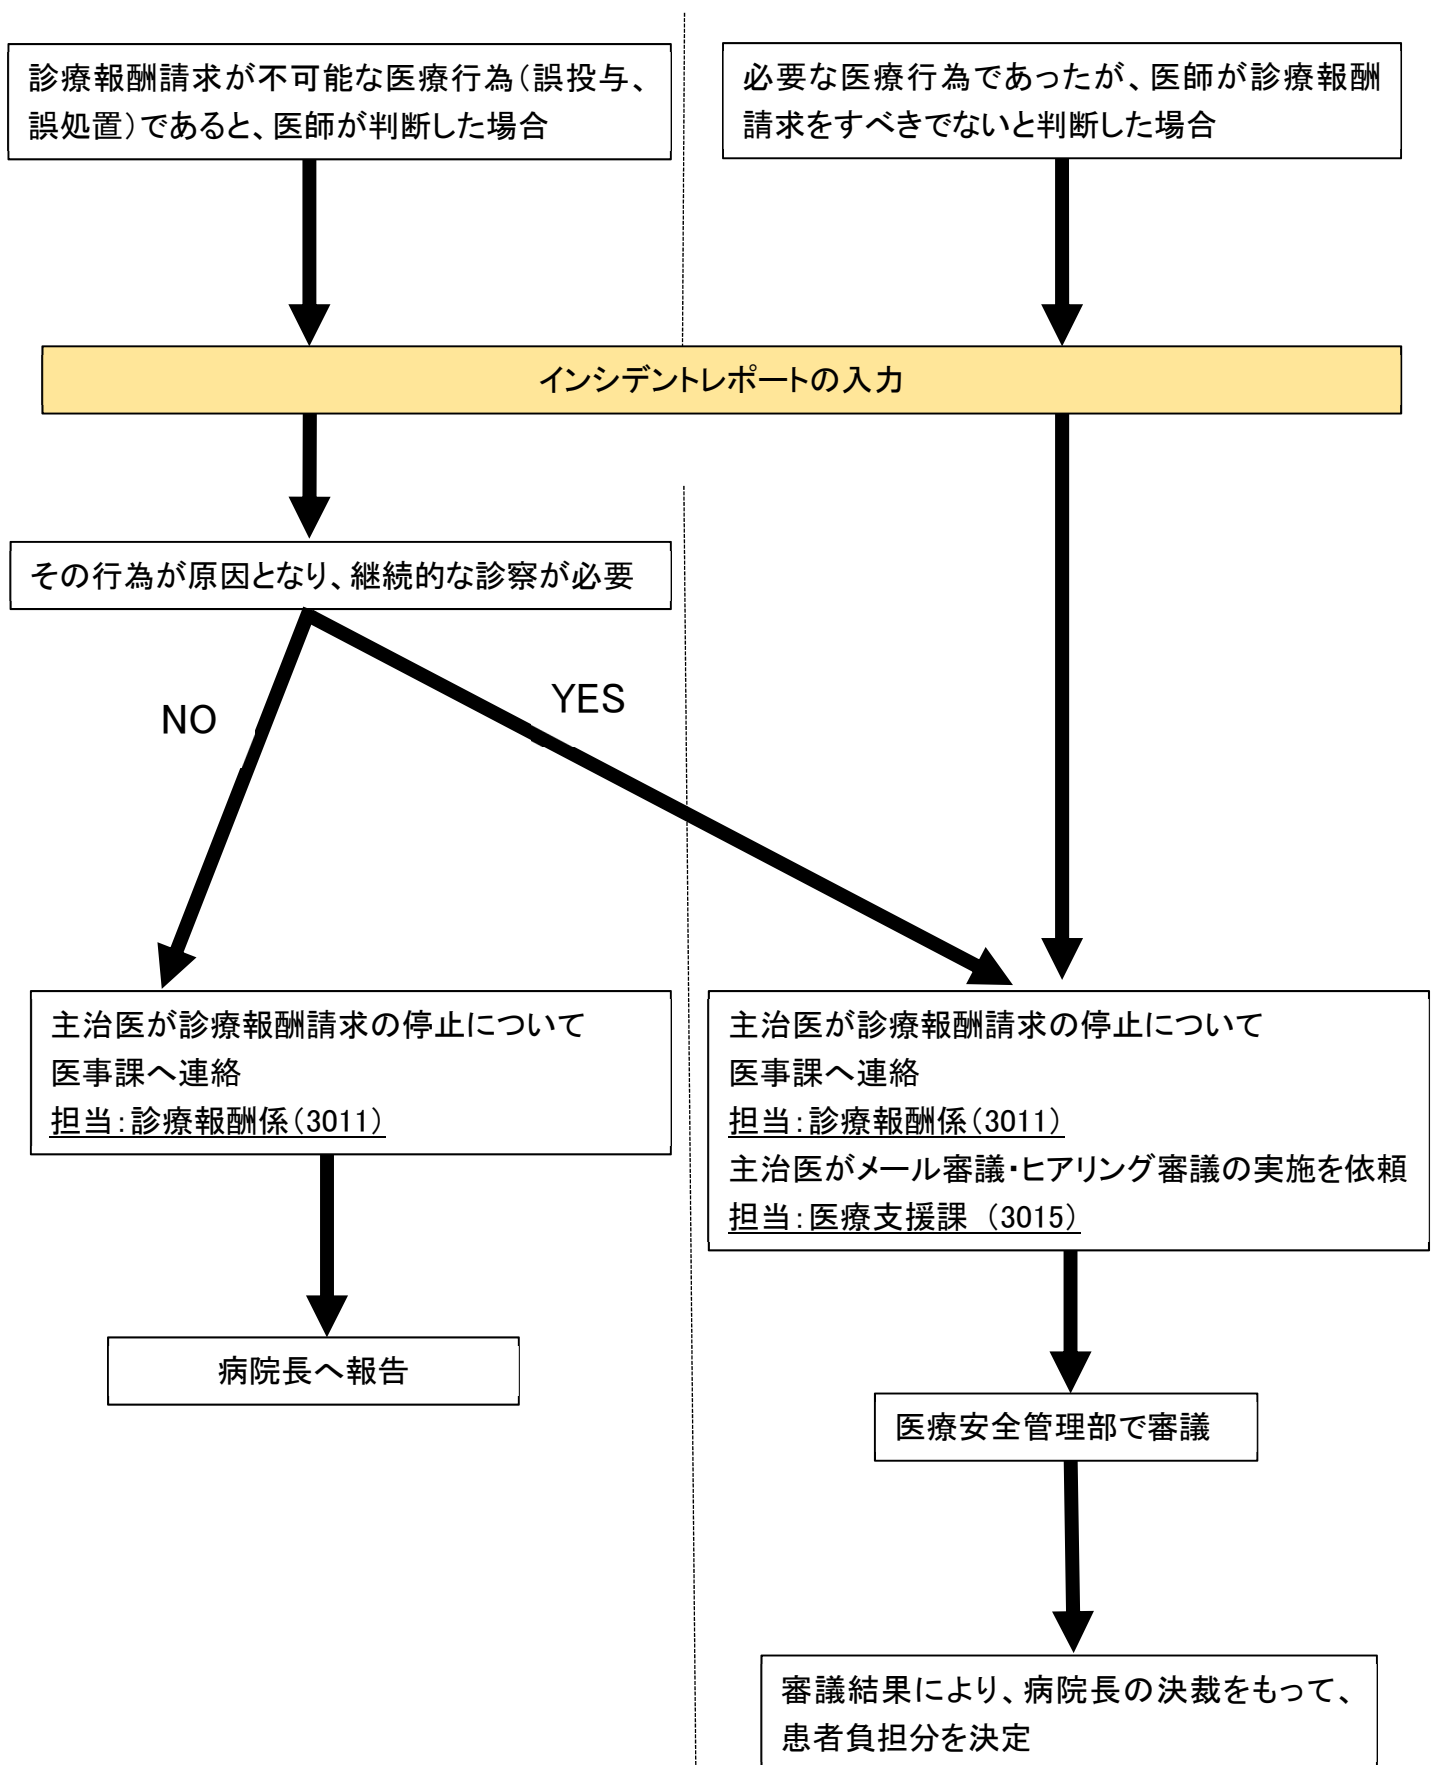 診療報酬請求が不可能な医療行為（誤投与、
誤処置）であると、医師が判断した場合
必要な医療行為であったが、医師が診療報酬
請求をすべきでないと判断した場合
インシデントレポートの入力
その行為が原因となり、継続的な診察が必要
NO
YES
主治医が診療報酬請求の停止について
医事課へ連絡
担当：診療報酬係（3011）
主治医が診療報酬請求の停止について
医事課へ連絡
担当：診療報酬係（3011）
主治医がメール審議・ヒアリング審議の実施を依頼
担当：医療支援課 （3015）
病院長へ報告
医療安全管理部で審議
審議結果により、病院長の決裁をもって、
患者負担分を決定